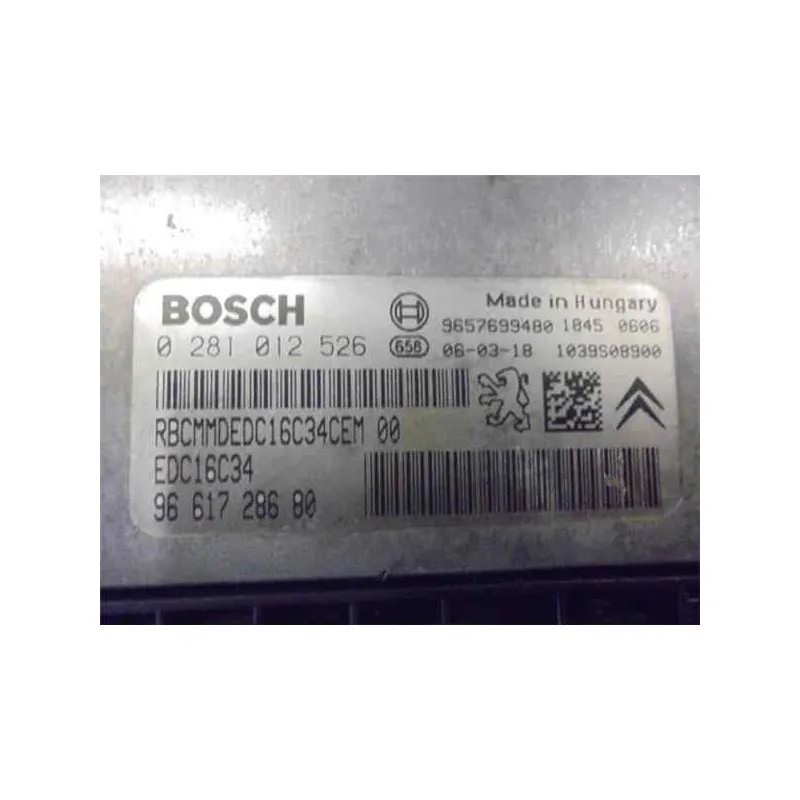 BOSCH
Made in Hungary
9657699480 1845 0606
0 281 012 526 658 06-03-18 1039S08900
RBCMMDEDC16C34CEM 00
EDC16C34
96 617 286 80